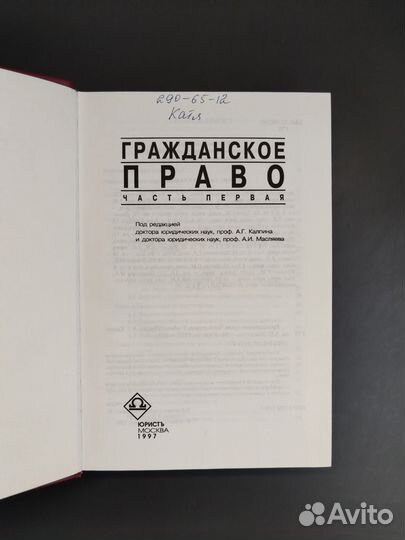 290-65-12
Катя
ГРАЖДАНСКОЕ
ПРАВО
ЧАСТЬ ПЕРВАЯ
Под редакцией
доктора юридических наук, проф. А.Г. Калпина
и доктора юридических наук, проф. А.И. Масляева
ЮРИСТЪ
МОСКВА
1997
Avito